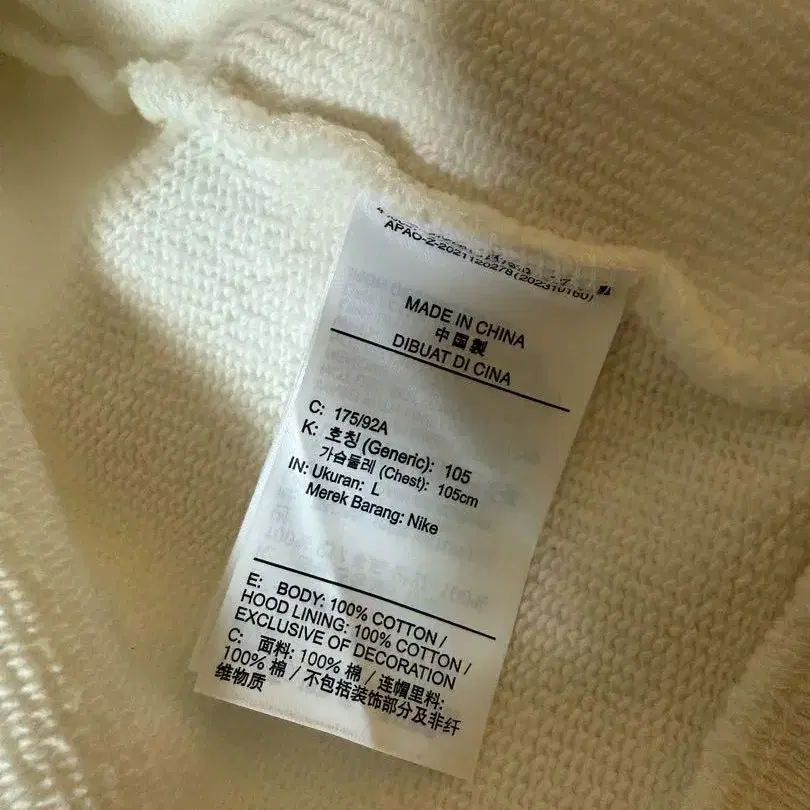 APAO-Z-2021120278(202310160)
MADE IN CHINA
中国製
DIBUAT DI CINA
C: 175/92A
K: 호칭 (Generic): 105
가슴둘레 (Chest): 105cm
IN: Ukuran: L
Merek Barang: Nike
E: BODY: 100% COTTON /
HOOD LINING: 100% COTTON /
EXCLUSIVE OF DECORATION
C: 面料: 100% 棉 / 连帽里料:
100% 棉 / 不包括装饰部分及非纤
维物质